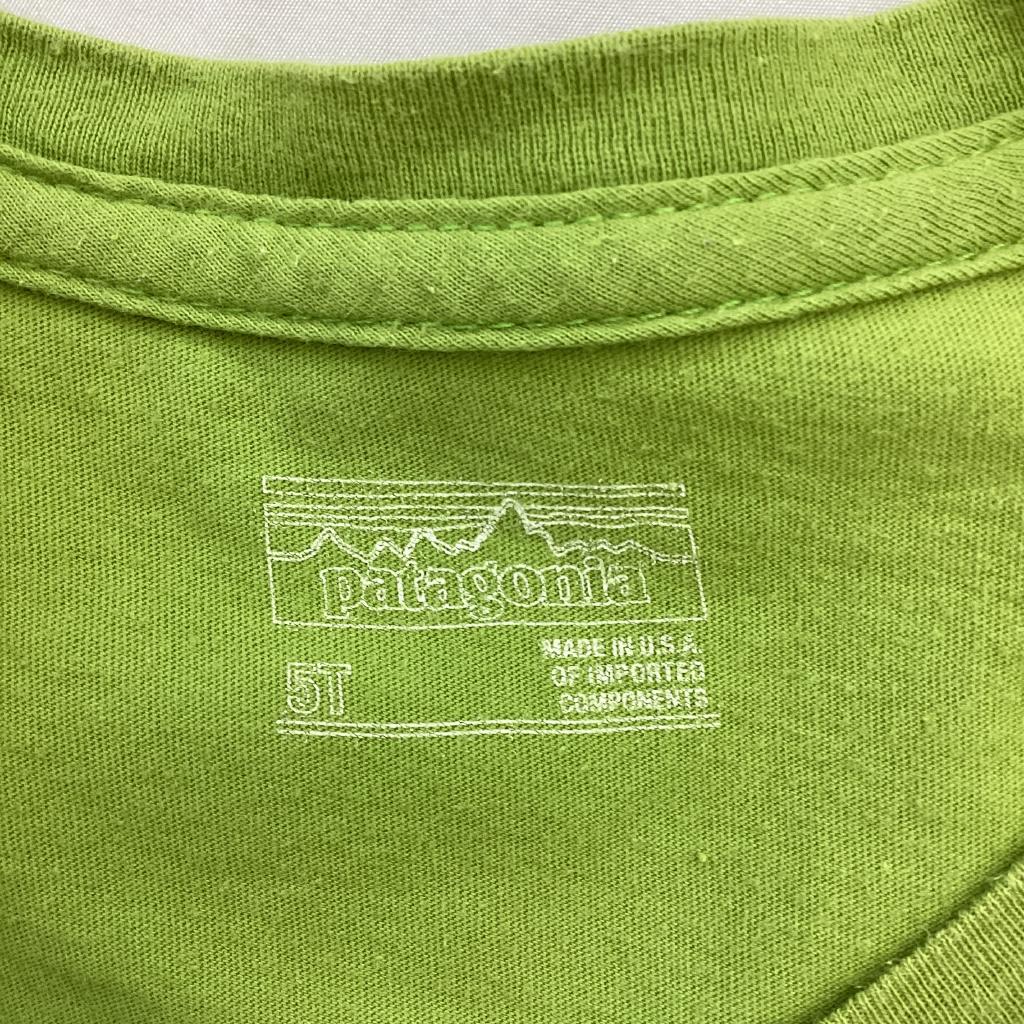 patagonia
5T
MADE IN U.S.A.
OF IMPORTED
COMPONENTS